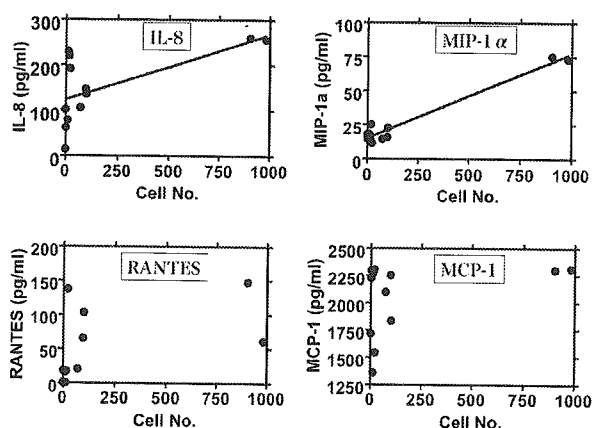 IL-8
IL-8 (pg/ml)
300
200
100
0
0 250 500 750 1000
Cell No.
MIP-1 α
MIP-1a (pg/ml)
100
75
50
25
0
0 250 500 750 1000
Cell No.
RANTES
RANTES (pg/ml)
200
150
100
50
0
0 250 500 750 1000
Cell No.
MCP-1
MCP-1 (pg/ml)
2500
2250
2000
1750
1500
1250
0 250 500 750 1000
Cell No.